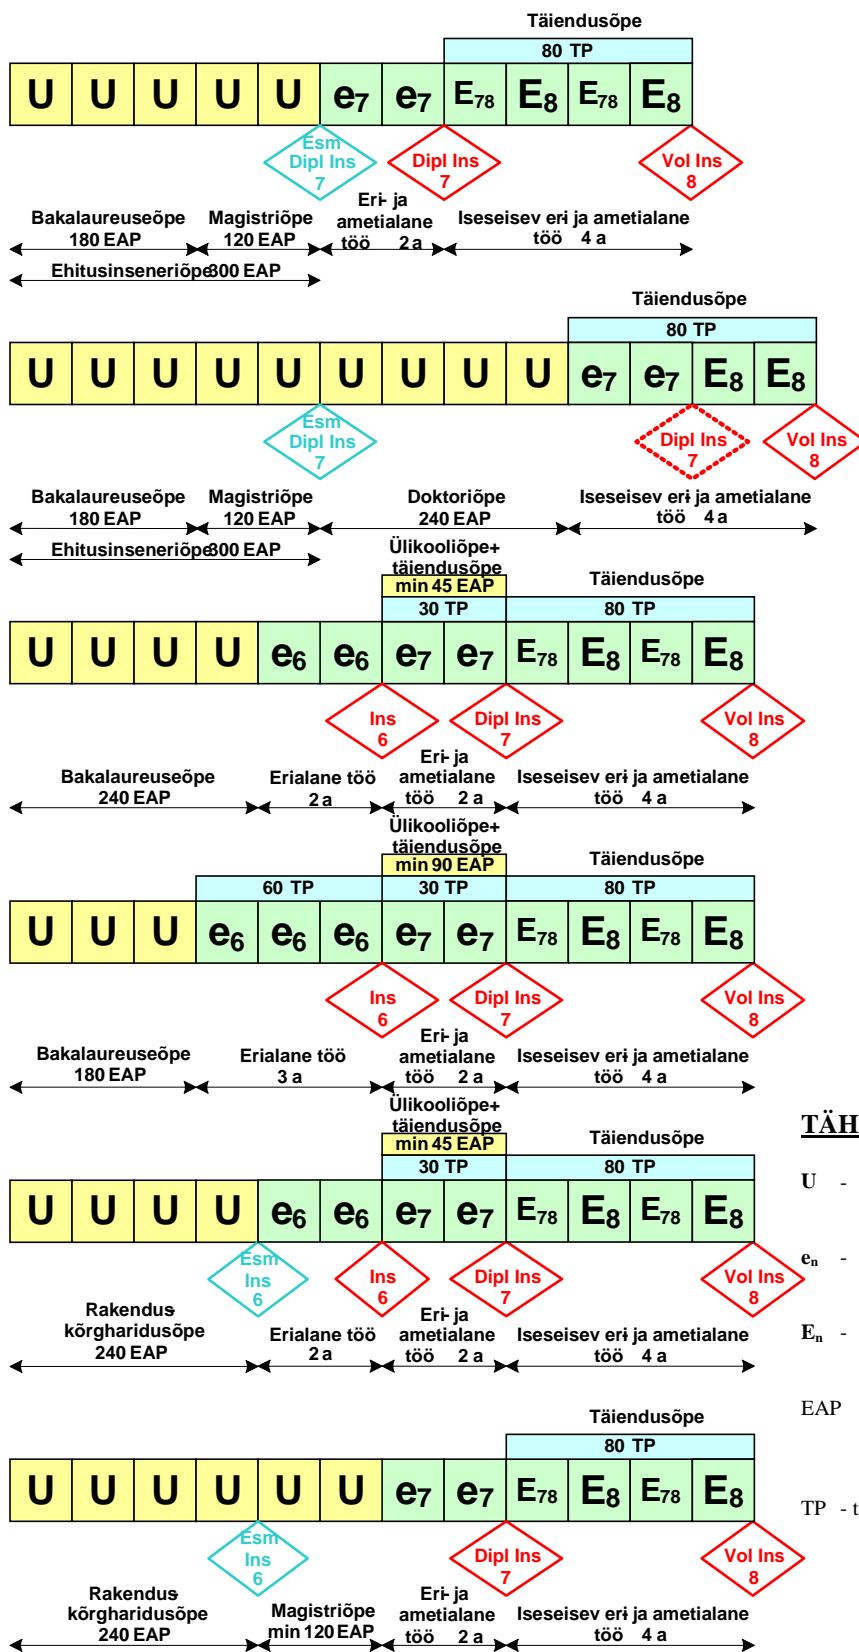 Täiendusõpe
80 TP
U U U U U e7 e7 E78 E8 E78 E8
Esm
Dipl Ins
7
Dipl Ins
7
Vol Ins
8
Bakalaureuseõpe
180 EAP
Magistriõpe
120 EAP
Eri- ja
ametialane
töö 2 a
Iseseisev eri- ja ametialane
töö 4 a
Ehitusinseneriõpe 300 EAP
Täiendusõpe
80 TP
U U U U U U U U U e7 e7 E8 E8
Esm
Dipl Ins
7
Dipl Ins
7
Vol Ins
8
Bakalaureuseõpe
180 EAP
Magistriõpe
120 EAP
Doktoriõpe
240 EAP
Iseseisev eri- ja ametialane
töö 4 a
Ehitusinseneriõpe 300 EAP
Ülikooliõpe+
täiendusõpe
min 45 EAP
30 TP
Täiendusõpe
80 TP
U U U U e6 e6 e7 e7 E78 E8 E78 E8
Ins
6
Dipl Ins
7
Vol Ins
8
Bakalaureuseõpe
240 EAP
Erialane töö
2 a
Eri- ja
ametialane
töö 2 a
Iseseisev eri- ja ametialane
töö 4 a
Ülikooliõpe+
täiendusõpe
min 90 EAP
60 TP
30 TP
Täiendusõpe
80 TP
U U U e6 e6 e6 e7 e7 E78 E8 E78 E8
Ins
6
Dipl Ins
7
Vol Ins
8
Bakalaureuseõpe
180 EAP
Erialane töö
3 a
Eri- ja
ametialane
töö 2 a
Iseseisev eri- ja ametialane
töö 4 a
Ülikooliõpe+
täiendusõpe
min 45 EAP
30 TP
Täiendusõpe
80 TP
U U U U e6 e6 e7 e7 E78 E8 E78 E8
Esm
Ins
6
Ins
6
Dipl Ins
7
Vol Ins
8
Rakendus-
kõrgharidusõpe
240 EAP
Erialane töö
2 a
Eri- ja
ametialane
töö 2 a
Iseseisev eri- ja ametialane
töö 4 a
Täiendusõpe
80 TP
U U U U U U e7 e7 E78 E8 E78 E8
Esm
Ins
6
Dipl Ins
7
Vol Ins
8
Rakendus-
kõrgharidusõpe
240 EAP
Magistriõpe
min 120 EAP
Eri- ja
ametialane
töö 2 a
Iseseisev eri- ja ametialane
töö 4 a
TÄH
U -
en -
En -
EAP
TP - t